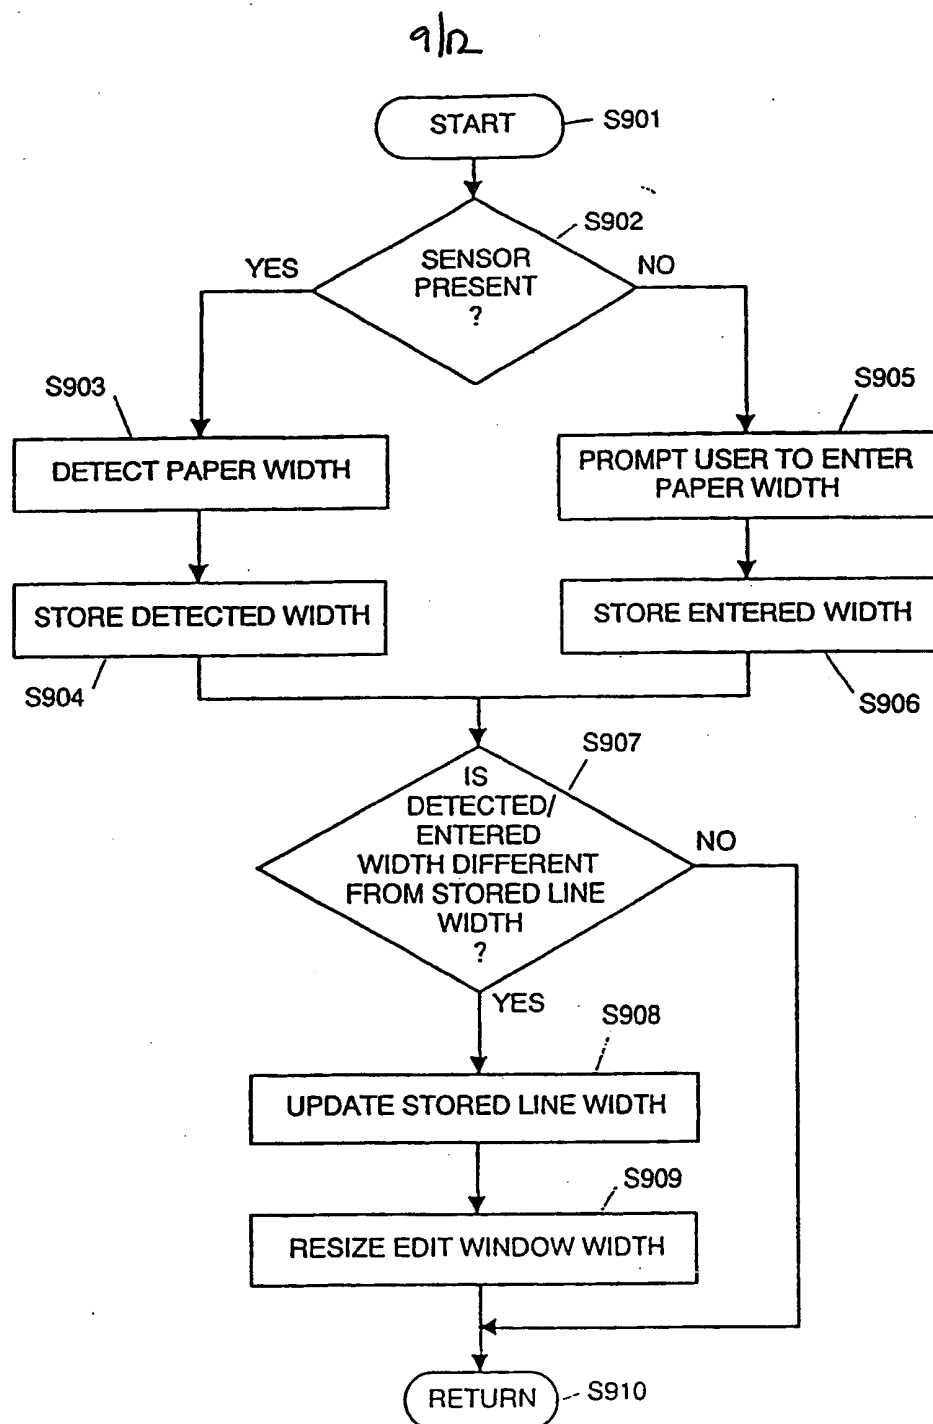 9/12
START
S901
S902
SENSOR
PRESENT
?
YES
NO
S903
S905
DETECT PAPER WIDTH
PROMPT USER TO ENTER
PAPER WIDTH
STORE DETECTED WIDTH
STORE ENTERED WIDTH
S904
S906
S907
IS
DETECTED/
ENTERED
WIDTH DIFFERENT
FROM STORED LINE
WIDTH
?
NO
YES
S908
UPDATE STORED LINE WIDTH
S909
RESIZE EDIT WINDOW WIDTH
RETURN
S910